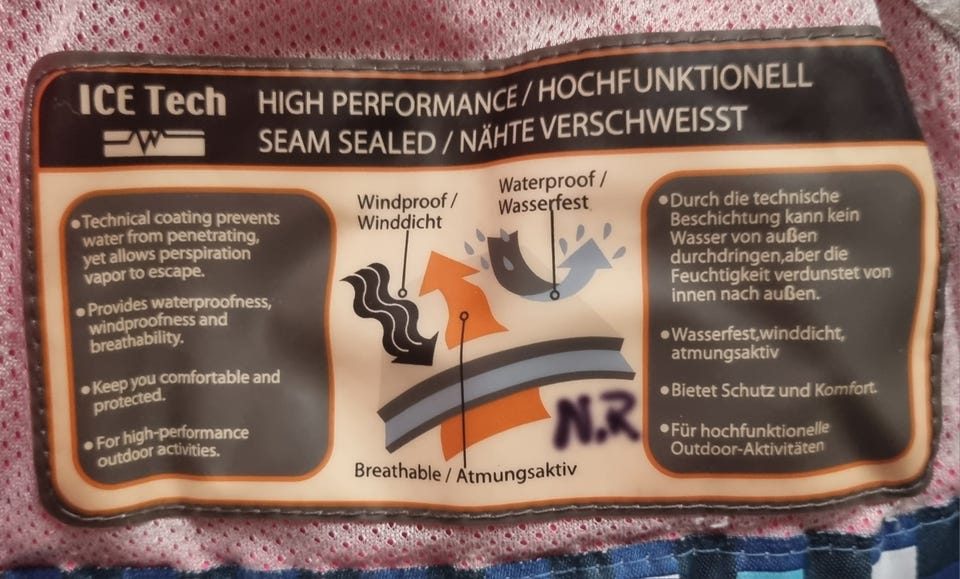 ICE Tech
HIGH PERFORMANCE / HOCHFUNKTIONELL
SEAM SEALED / NÄHTE VERSCHWEISST
• Technical coating prevents
water from penetrating,
yet allows perspiration
vapor to escape.
• Provides waterproofness,
windproofness and
breathability.
• Keep you comfortable and
protected.
• For high-performance
outdoor activities.
Windproof /
Winddicht
Waterproof /
Wasserfest
Breathable / Atmungsaktiv
N.R
• Durch die technische
Beschichtung kann kein
Wasser von außen
durchdringen,aber die
Feuchtigkeit verdunstet von
innen nach außen.
• Wasserfest,winddicht,
atmungsaktiv
• Bietet Schutz und Komfort.
• Für hochfunktionelle
Outdoor-Aktivitäten